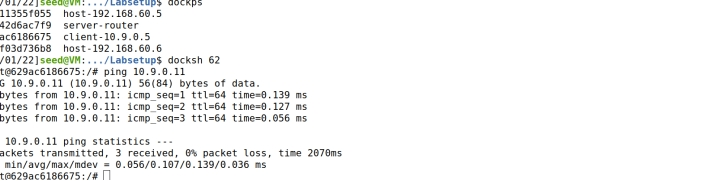 /01/22]seed@VM:.../Labsetup$ dockps
11355f055  host-192.168.60.5
42d6ac7f9  server-router
ac6186675  client-10.9.0.5
f03d736b8  host-192.168.60.6
/01/22]seed@VM:.../Labsetup$ docksh 62
t@629ac6186675:/# ping 10.9.0.11
G 10.9.0.11 (10.9.0.11) 56(84) bytes of data.
bytes from 10.9.0.11: icmp_seq=1 ttl=64 time=0.139 ms
bytes from 10.9.0.11: icmp_seq=2 ttl=64 time=0.127 ms
bytes from 10.9.0.11: icmp_seq=3 ttl=64 time=0.056 ms
10.9.0.11 ping statistics ---
ackets transmitted, 3 received, 0% packet loss, time 2070ms
min/avg/max/mdev = 0.056/0.107/0.139/0.036 ms
t@629ac6186675:/#